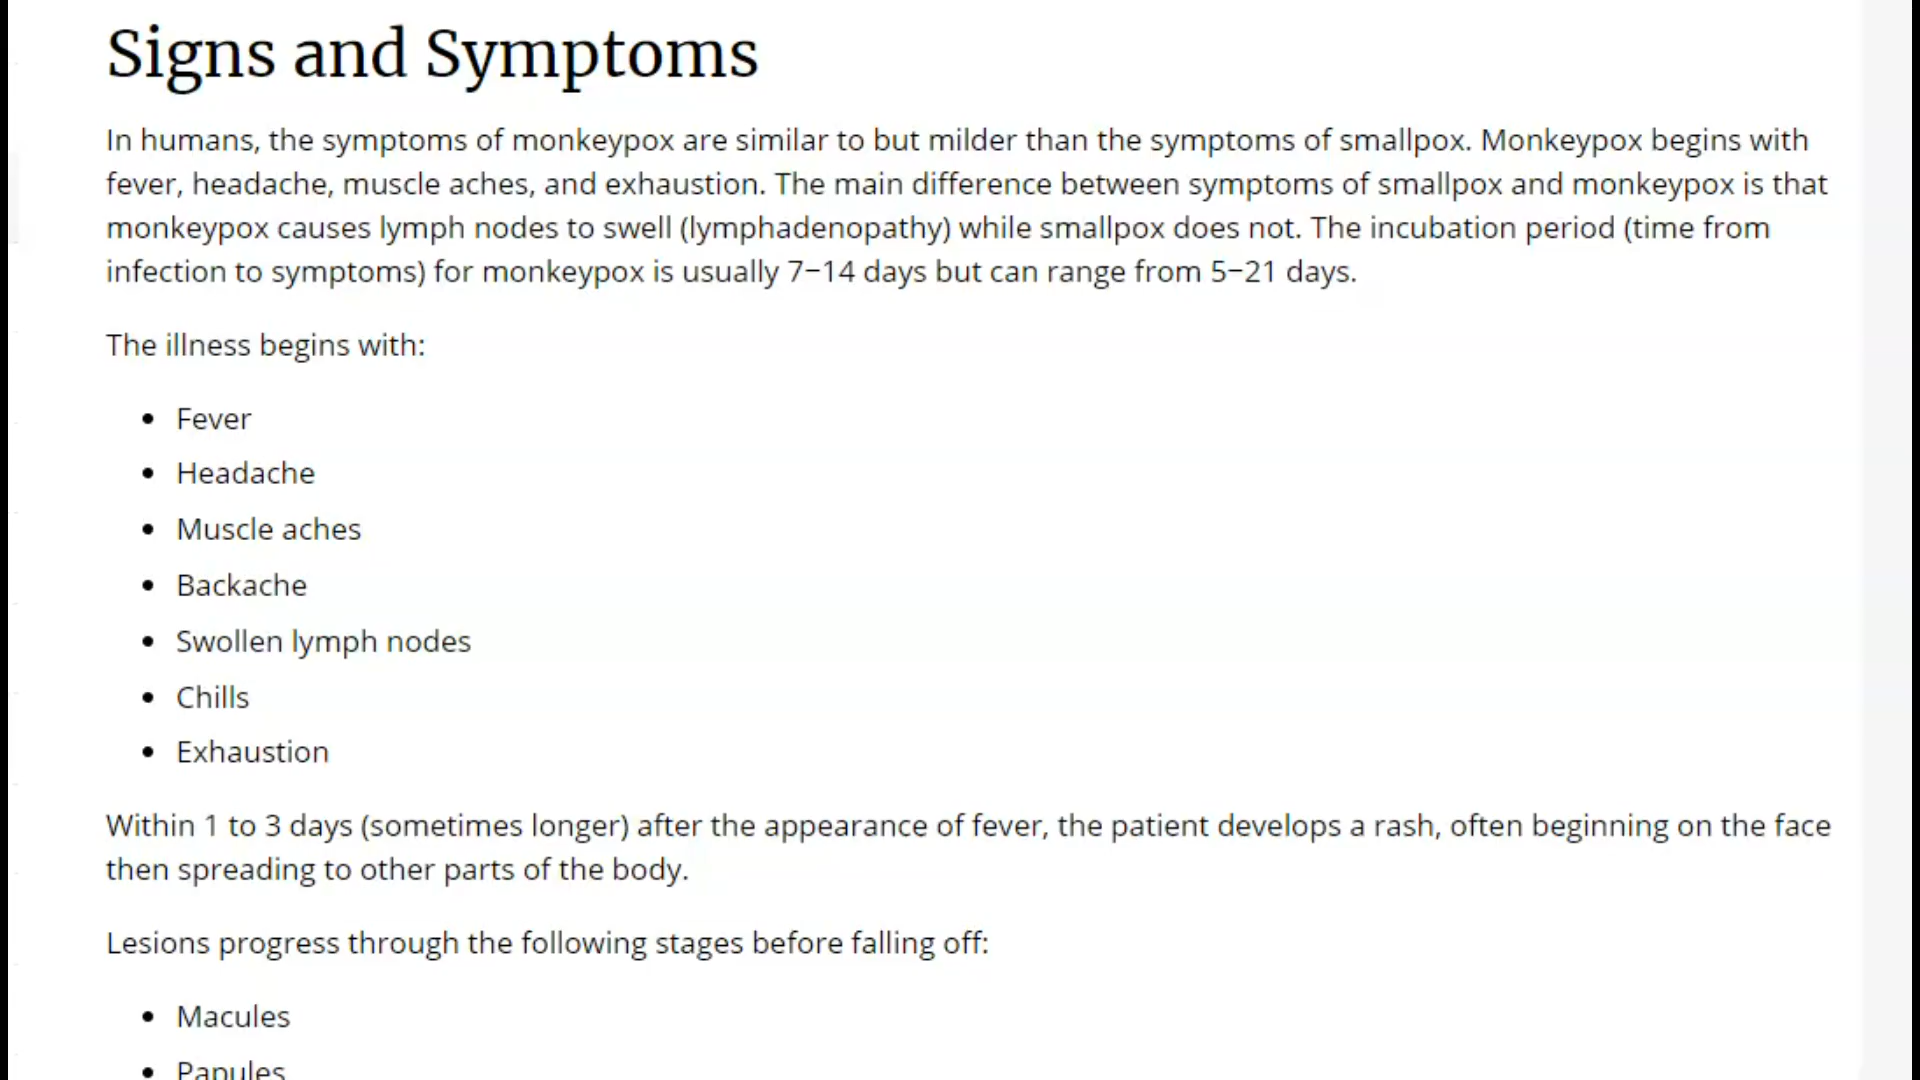 Signs and Symptoms
In humans, the symptoms of monkeypox are similar to but milder than the symptoms of smallpox. Monkeypox begins with
fever, headache, muscle aches, and exhaustion. The main difference between symptoms of smallpox and monkeypox is that
monkeypox causes lymph nodes to swell (lymphadenopathy) while smallpox does not. The incubation period (time from
infection to symptoms) for monkeypox is usually 7−14 days but can range from 5−21 days.
The illness begins with:
• Fever
• Headache
• Muscle aches
• Backache
• Swollen lymph nodes
• Chills
• Exhaustion
Within 1 to 3 days (sometimes longer) after the appearance of fever, the patient develops a rash, often beginning on the face
then spreading to other parts of the body.
Lesions progress through the following stages before falling off:
• Macules
• Papules